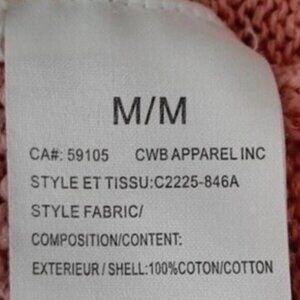 M/M
CA#: 59105 CWB APPAREL INC
STYLE ET TISSU:C2225-846A
STYLE FABRIC/
COMPOSITION/CONTENT:
EXTERIEUR/SHELL:100%COTON/COTTON